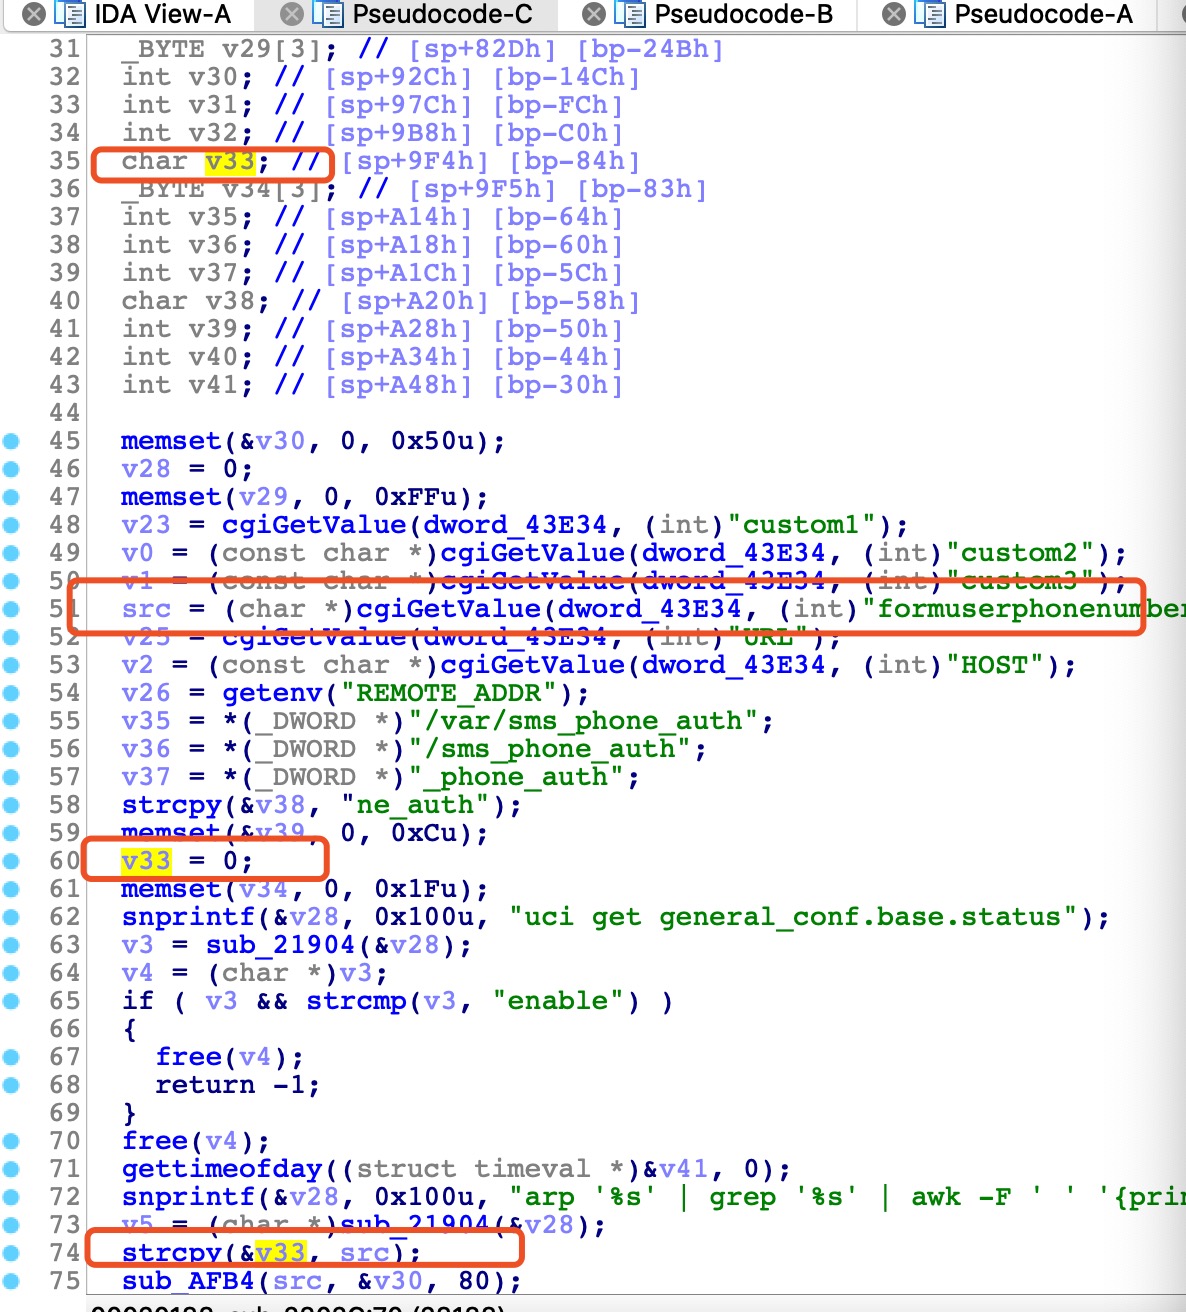 IDA View-A Pseudocode-C Pseudocode-B Pseudocode-A
31 _BYTE v29[3]; // [sp+82Dh] [bp-24Bh]
32 int v30; // [sp+92Ch] [bp-14Ch]
33 int v31; // [sp+97Ch] [bp-FCh]
34 int v32; // [sp+9B8h] [bp-C0h]
35 char v33; // [sp+9F4h] [bp-84h]
36 _BYTE v34[3]; // [sp+9F5h] [bp-83h]
37 int v35; // [sp+A14h] [bp-64h]
38 int v36; // [sp+A18h] [bp-60h]
39 int v37; // [sp+A1Ch] [bp-5Ch]
40 char v38; // [sp+A20h] [bp-58h]
41 int v39; // [sp+A28h] [bp-50h]
42 int v40; // [sp+A34h] [bp-44h]
43 int v41; // [sp+A48h] [bp-30h]
44
45 memset(&v30, 0, 0x50u);
46 v28 = 0;
47 memset(v29, 0, 0xFFu);
48 v23 = cgiGetValue(dword_43E34, (int)"custom1");
49 v0 = (const char *)cgiGetValue(dword_43E34, (int)"custom2");
50 v1 = (const char *)cgiGetValue(dword_43E34, (int)"custom3");
51 src = (char *)cgiGetValue(dword_43E34, (int)"formuserphonenumber
52 v25 = cgiGetValue(dword_43E34, (int)"URL");
53 v2 = (const char *)cgiGetValue(dword_43E34, (int)"HOST");
54 v26 = getenv("REMOTE_ADDR");
55 v35 = *(_DWORD *)"/var/sms_phone_auth";
56 v36 = *(_DWORD *)"/sms_phone_auth";
57 v37 = *(_DWORD *)"_phone_auth";
58 strcpy(&v38, "ne_auth");
59 memset(&v39, 0, 0xCu);
60 v33 = 0;
61 memset(v34, 0, 0x1Fu);
62 snprintf(&v28, 0x100u, "uci get general_conf.base.status");
63 v3 = sub_21904(&v28);
64 v4 = (char *)v3;
65 if ( v3 && strcmp(v3, "enable") )
66 {
67 free(v4);
68 return -1;
69 }
70 free(v4);
71 gettimeofday((struct timeval *)&v41, 0);
72 snprintf(&v28, 0x100u, "arp '%s' | grep '%s' | awk -F ' ' '{prin
73 v5 = (char *)sub_21904(&v28);
74 strcpy(&v33, src);
75 sub_AFB4(src, &v30, 80);